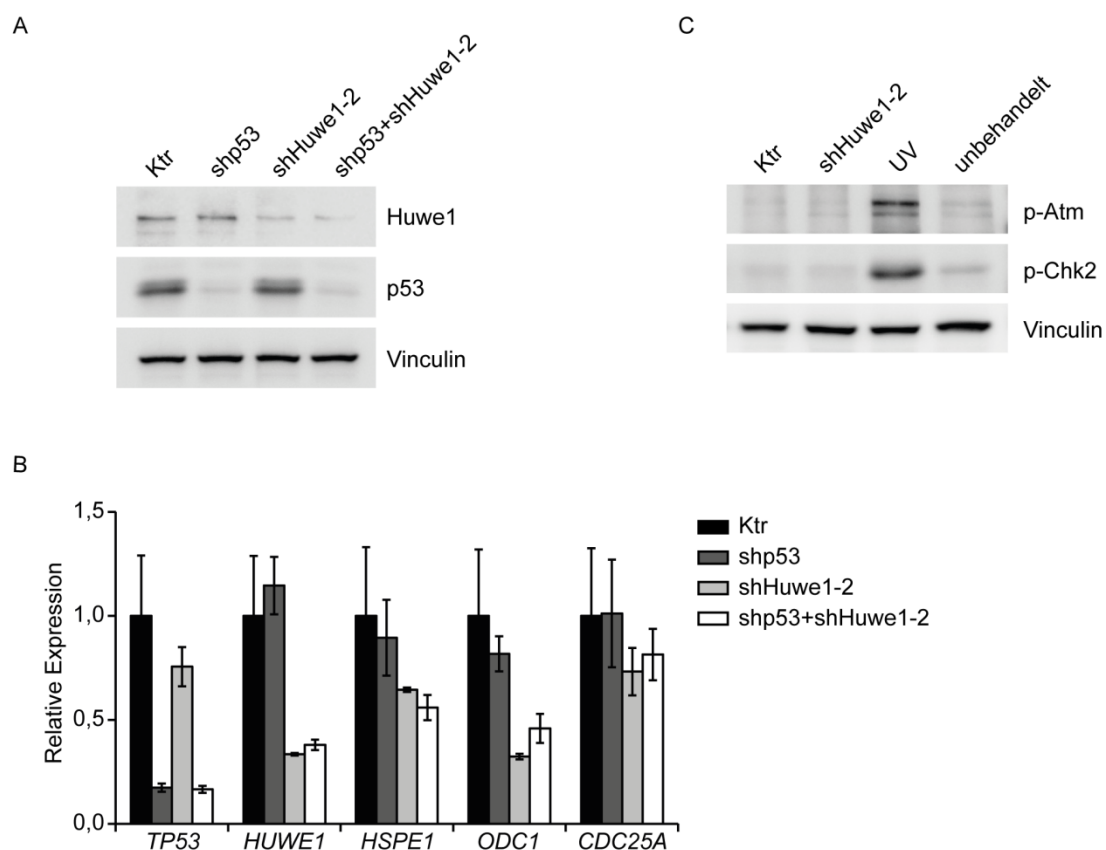 A
Ktr shp53 shHuwe1-2 shp53+shHuwe1-2
Huwe1
p53
Vinculin
C
Ktr shHuwe1-2 UV unbehandelt
p-Atm
p-Chk2
Vinculin
B
Relative Expression
1,5
1,0
0,5
0,0
TP53 HUWE1 HSPE1 ODC1 CDC25A
Ktr
shp53
shHuwe1-2
shp53+shHuwe1-2